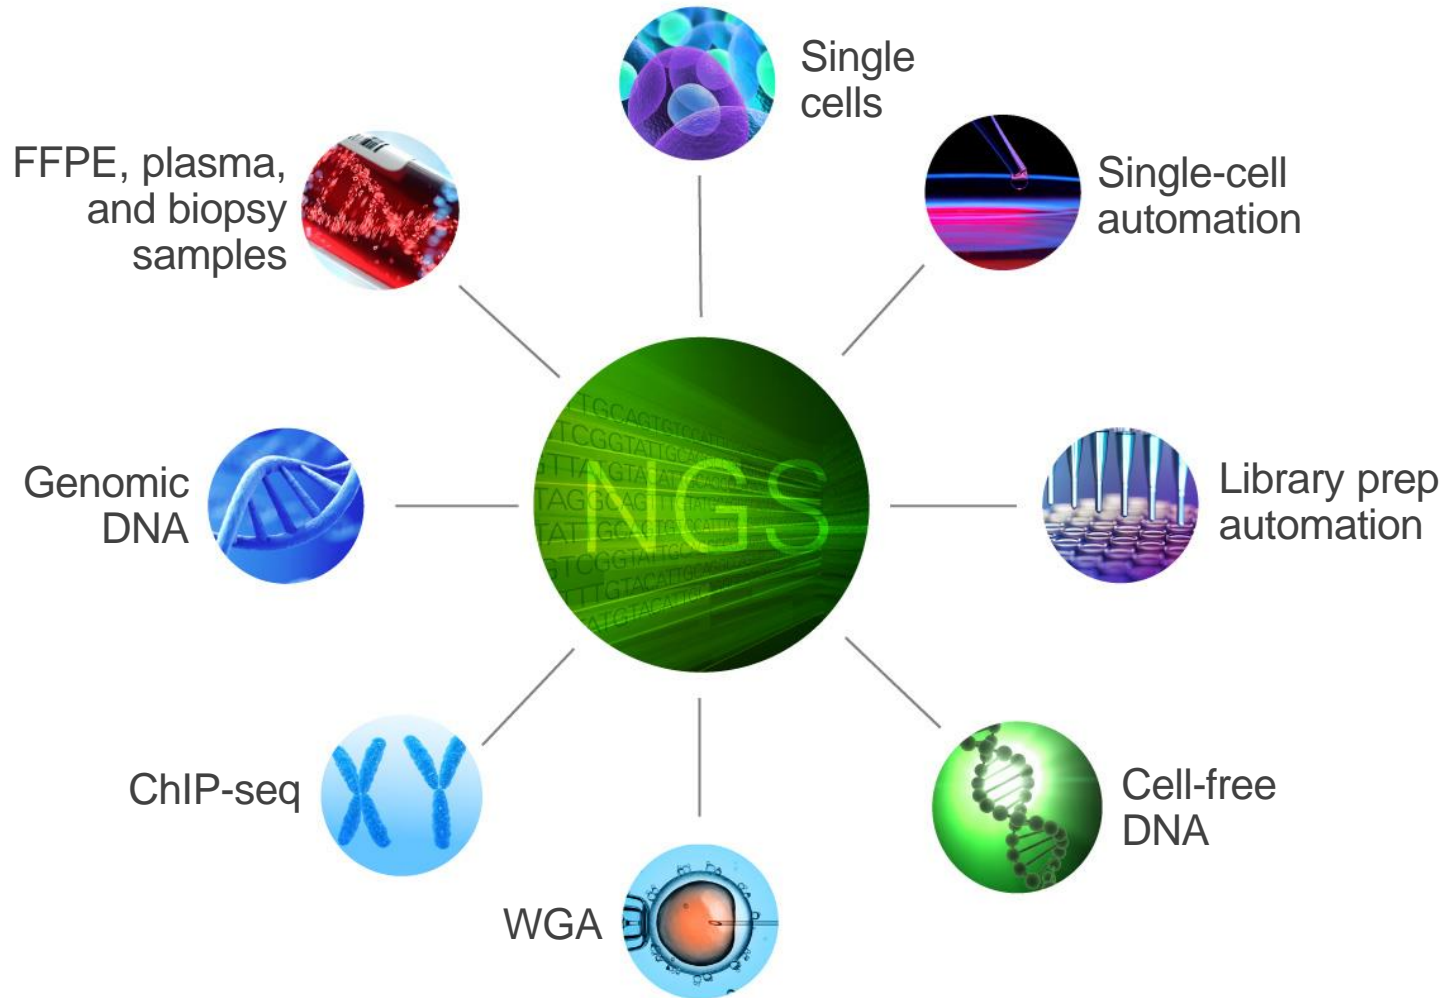 Single
cells
FFPE, plasma,
and biopsy
samples
Single-cell
automation
NGS
Genomic
DNA
Library prep
automation
ChIP-seq
Cell-free
DNA
WGA